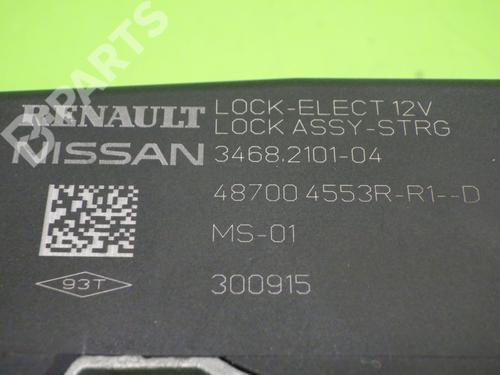 B-PARTS
RENAULT LOCK-ELECT 12V
LOCK ASSY-STRG
NISSAN 3468.2101-04
48700 4553R-R1--D
MS-01
93T 300915